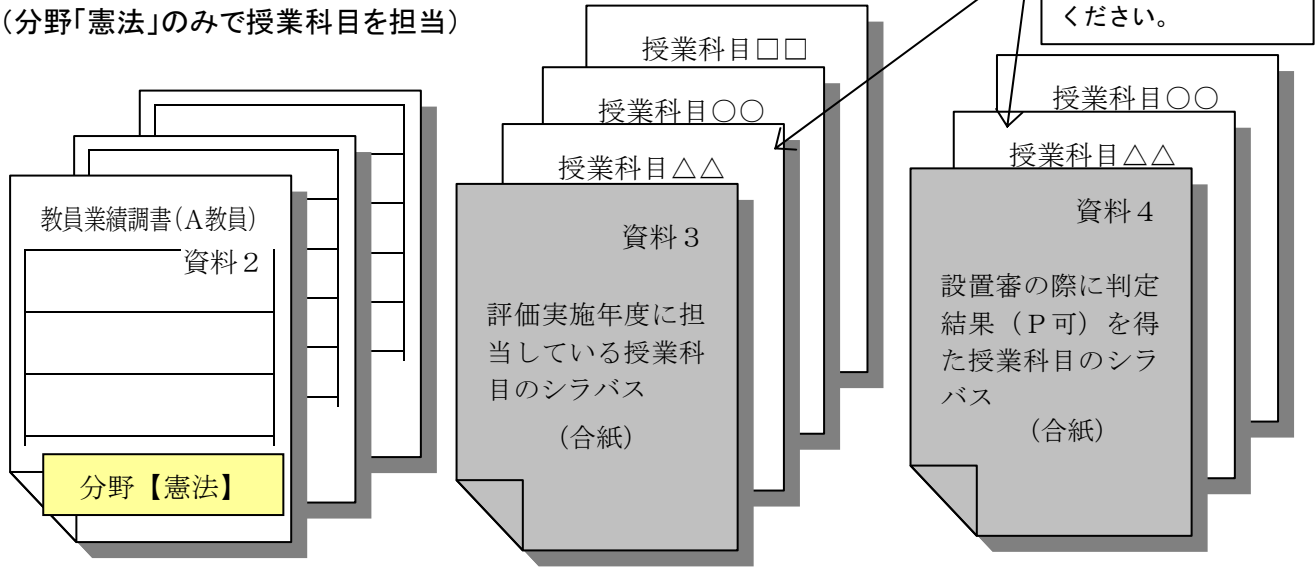 （分野「憲法」のみで授業科目を担当）
ください。
教員業績調書（Ａ教員）
資料２
分野【憲法】
授業科目□□
授業科目○○
授業科目△△
資料３
評価実施年度に担
当している授業科
目のシラバス
（合紙）
授業科目○○
授業科目△△
資料４
設置審の際に判定
結果（Ｐ可）を得
た授業科目のシラ
バス
（合紙）